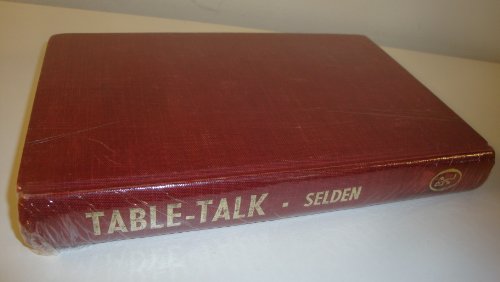 TABLE-TALK · SELDEN